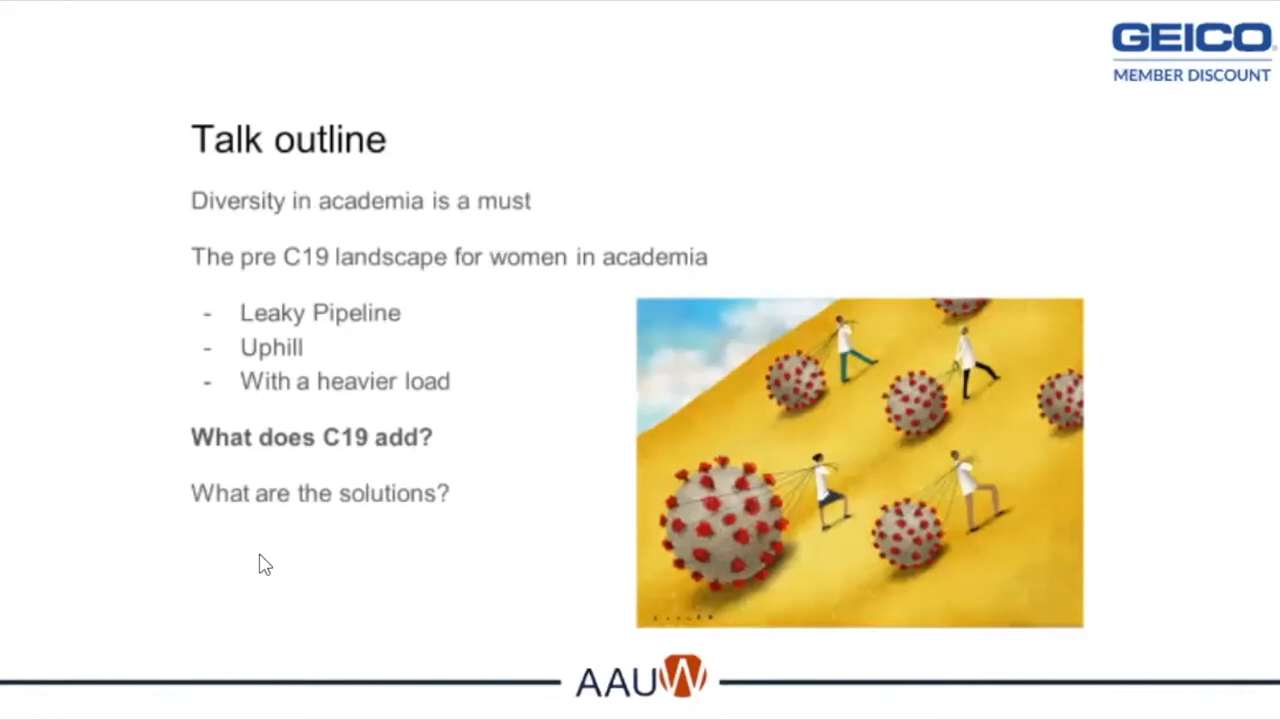 GEICO
MEMBER DISCOUNT
Talk outline
Diversity in academia is a must
The pre C19 landscape for women in academia
- Leaky Pipeline
- Uphill
- With a heavier load
What does C19 add?
What are the solutions?
AAUW